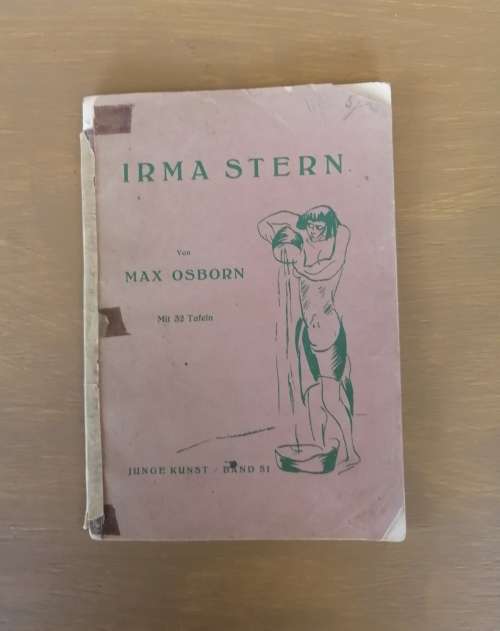 IRMA STERN
Von
MAX OSBORN
Mit 32 Tafeln
JUNGE KUNST / BAND 51